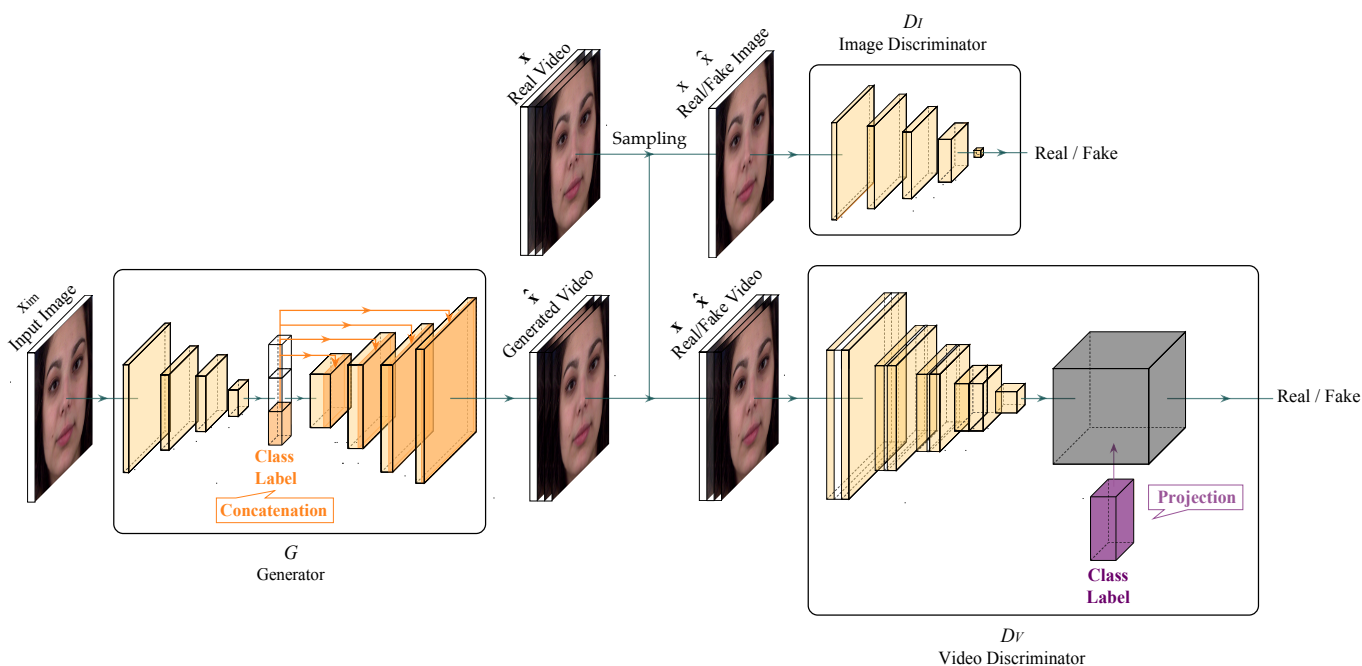 D_I
Image Discriminator
x
Real Video
x x̂
Real/Fake Image
Sampling
Real / Fake
x_im
Input Image
x̂
Generated Video
x x̂
Real/Fake Video
Class
Label
Concatenation
G
Generator
Real / Fake
Projection
Class
Label
D_V
Video Discriminator